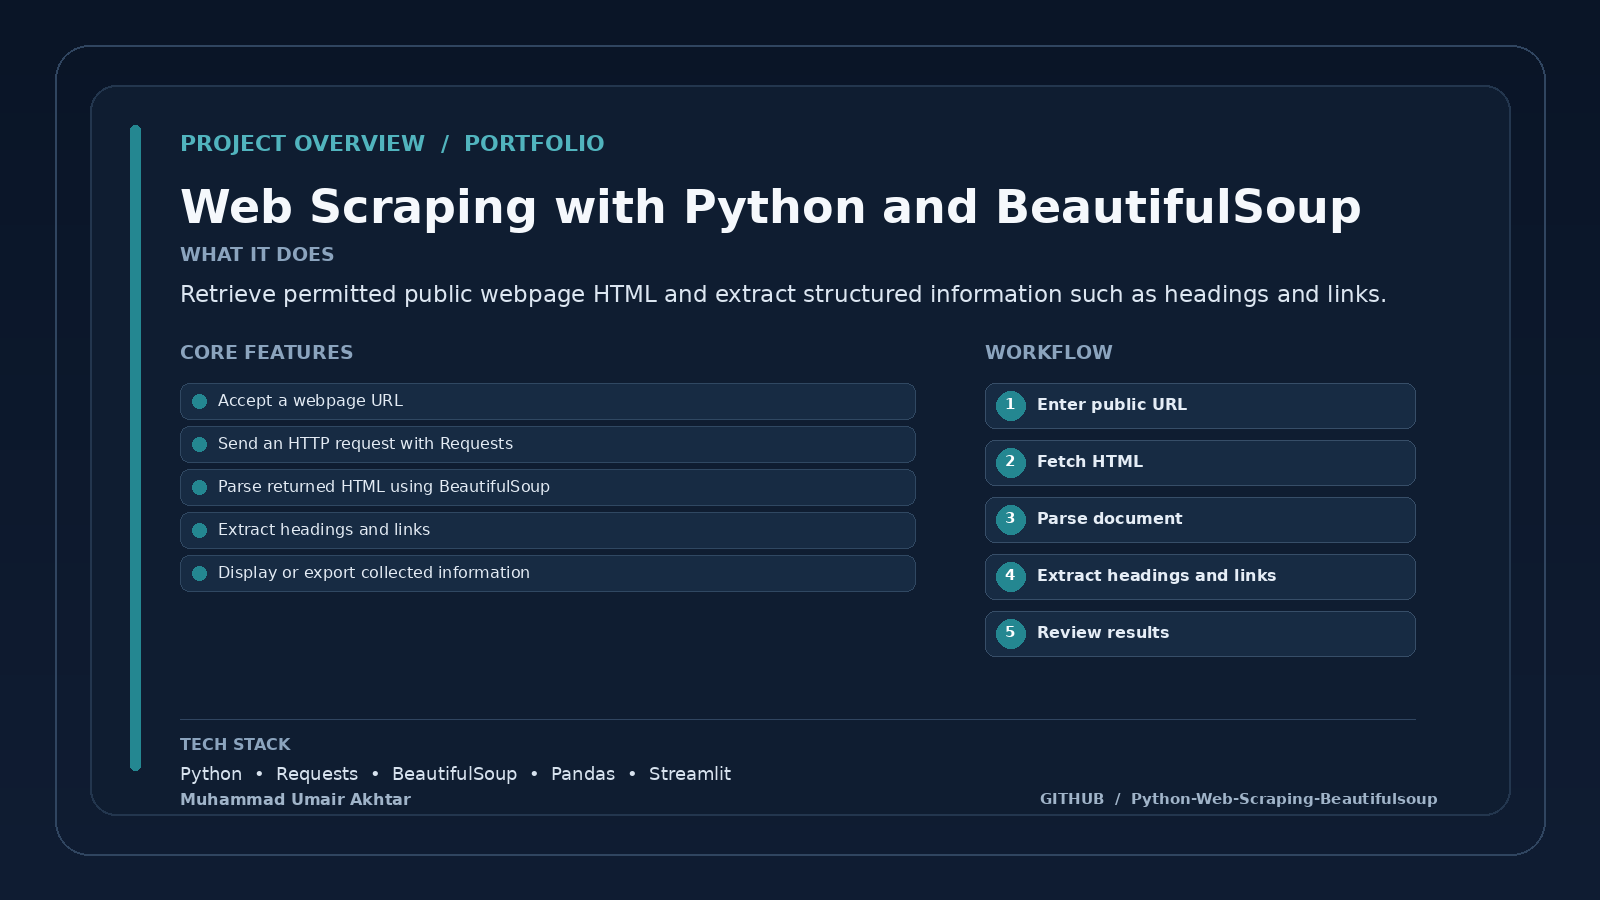 PROJECT OVERVIEW / PORTFOLIO
Web Scraping with Python and BeautifulSoup
WHAT IT DOES
Retrieve permitted public webpage HTML and extract structured information such as headings and links.
CORE FEATURES
Accept a webpage URL
Send an HTTP request with Requests
Parse returned HTML using BeautifulSoup
Extract headings and links
Display or export collected information
WORKFLOW
1 Enter public URL
2 Fetch HTML
3 Parse document
4 Extract headings and links
5 Review results
TECH STACK
Python • Requests • BeautifulSoup • Pandas • Streamlit
Muhammad Umair Akhtar
GITHUB / Python-Web-Scraping-Beautifulsoup